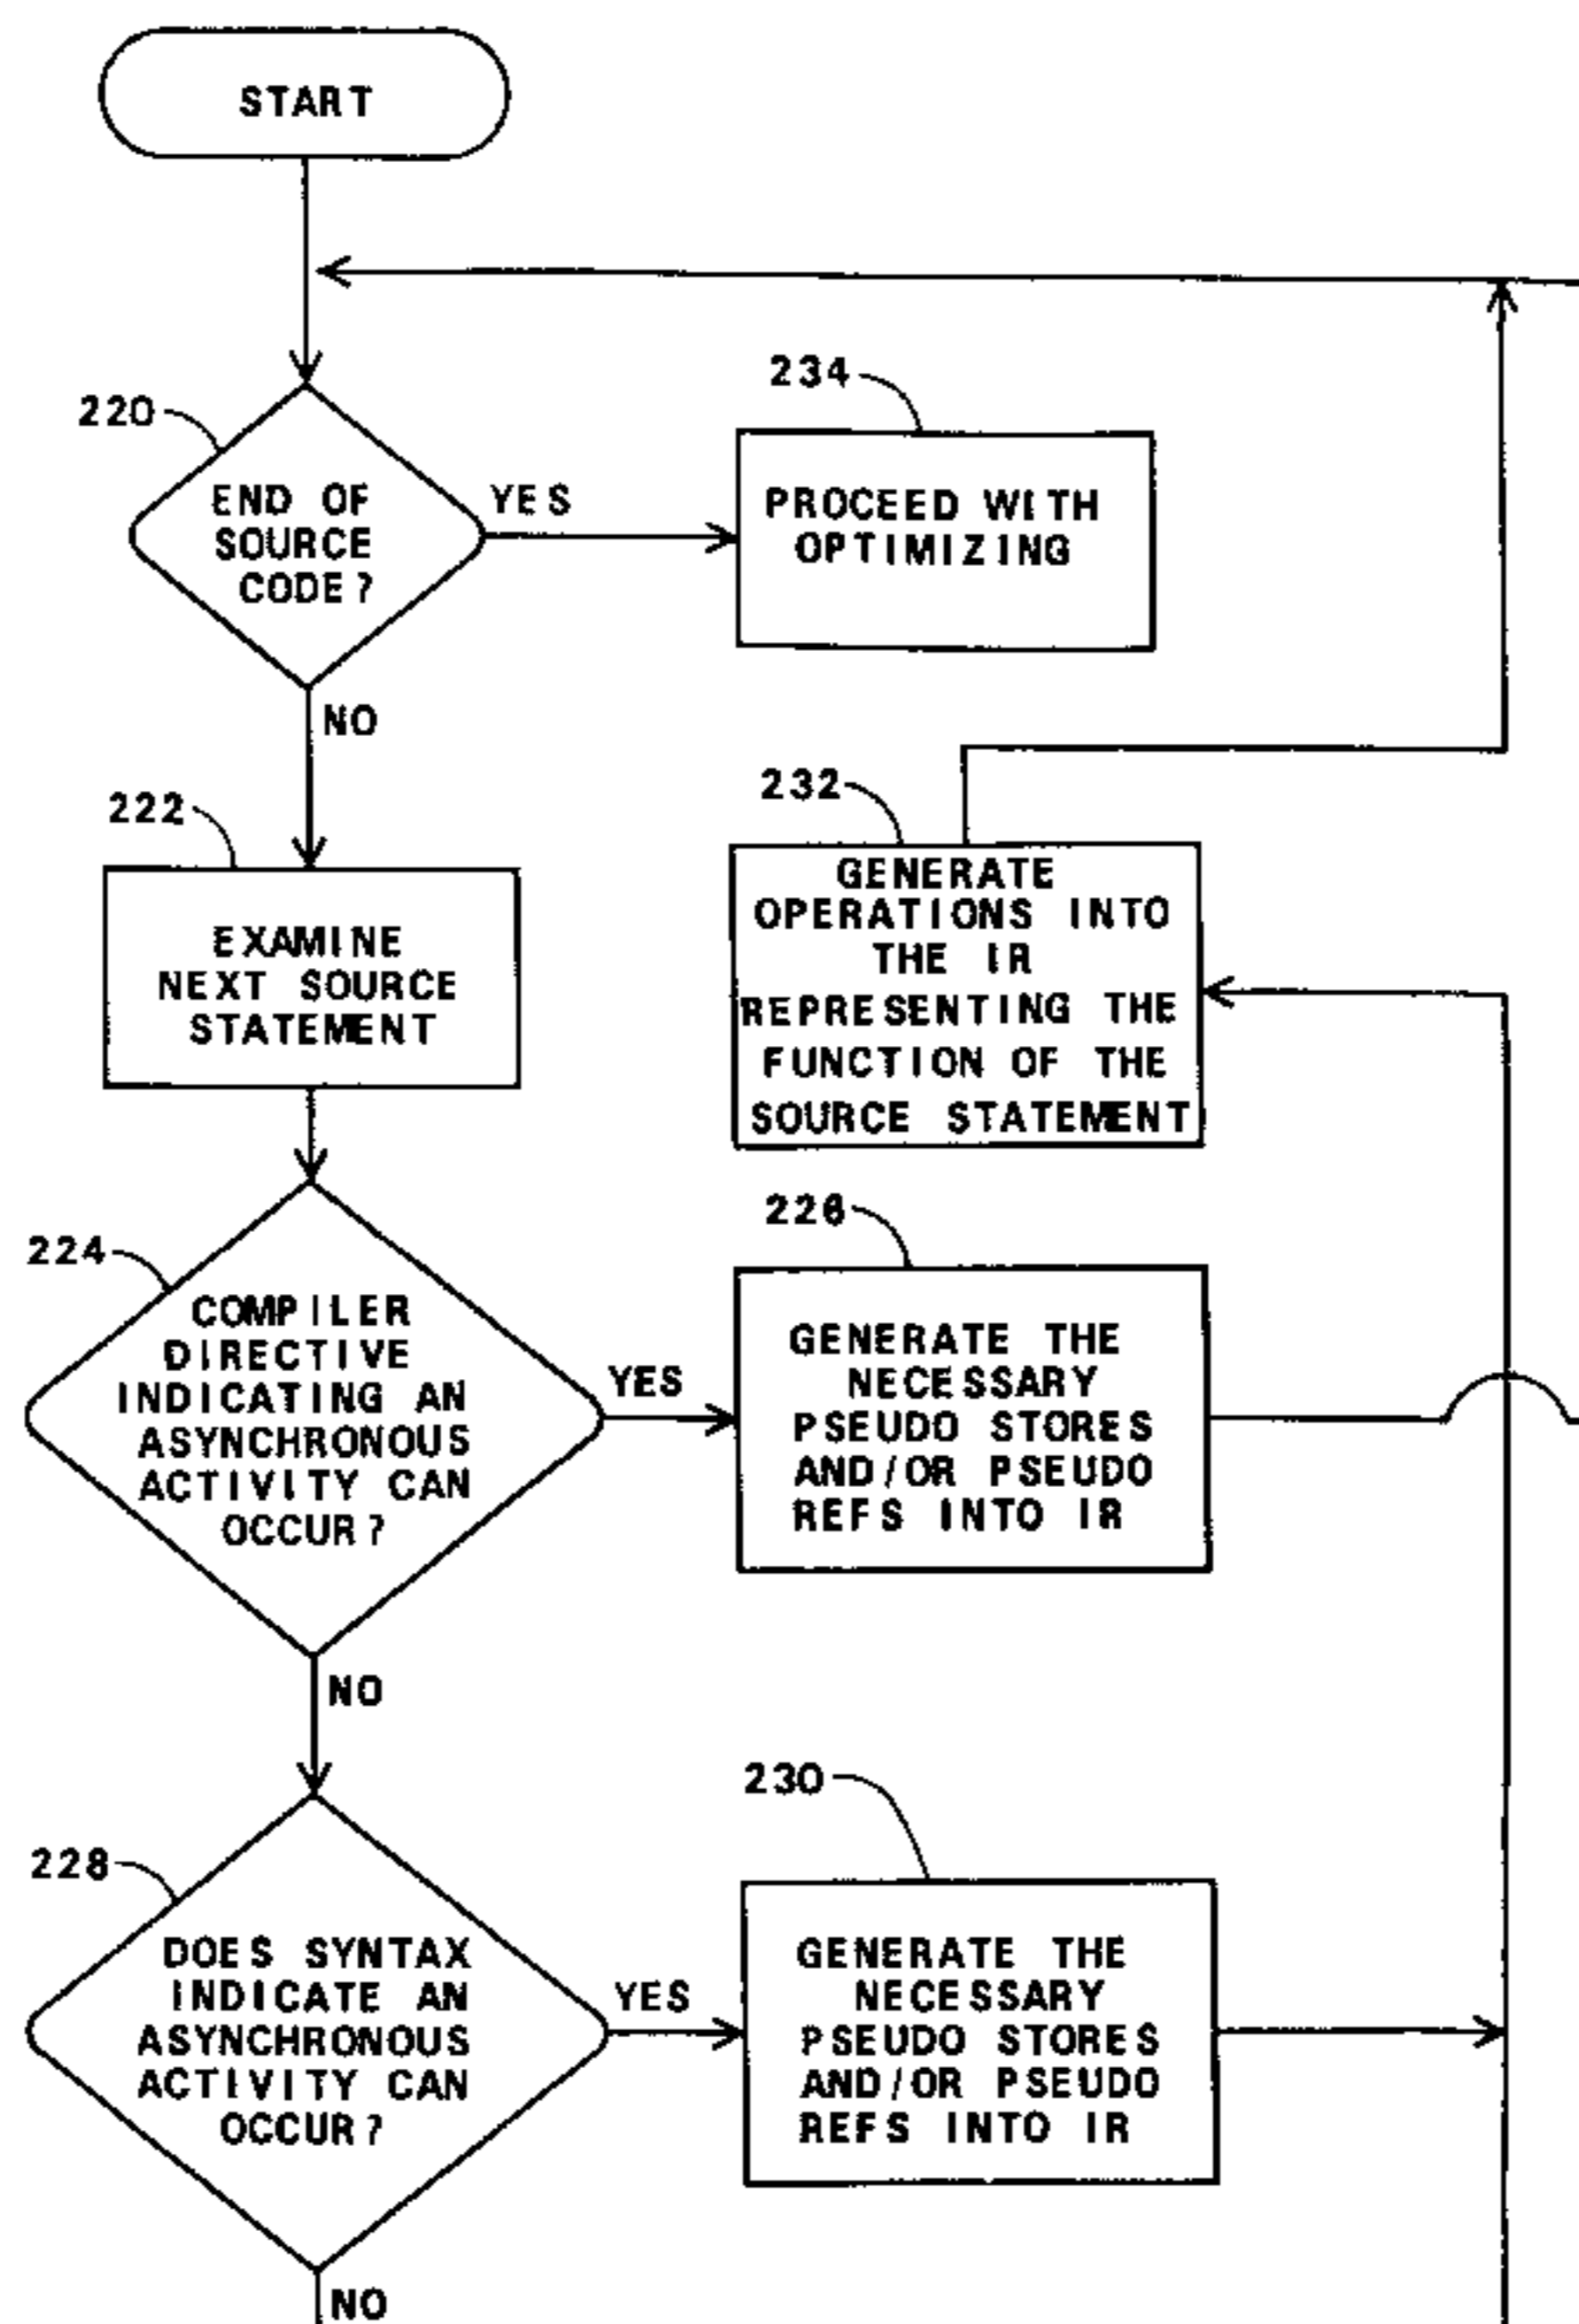 START
220
END OF
SOURCE
CODE?
YES
234
PROCEED WITH
OPTIMIZING
NO
222
EXAMINE
NEXT SOURCE
STATEMENT
232
GENERATE
OPERATIONS INTO
THE IR
REPRESENTING THE
FUNCTION OF THE
SOURCE STATEMENT
224
COMPILER
DIRECTIVE
INDICATING AN
ASYNCHRONOUS
ACTIVITY CAN
OCCUR?
YES
226
GENERATE THE
NECESSARY
PSEUDO STORES
AND/OR PSEUDO
REFS INTO IR
NO
228
DOES SYNTAX
INDICATE AN
ASYNCHRONOUS
ACTIVITY CAN
OCCUR?
YES
230
GENERATE THE
NECESSARY
PSEUDO STORES
AND/OR PSEUDO
REFS INTO IR
NO